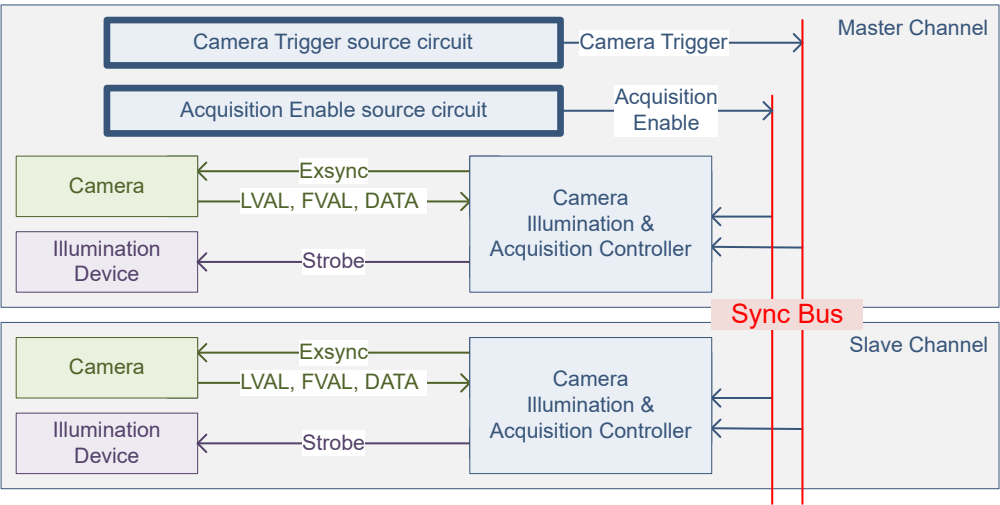 Master Channel
Camera Trigger source circuit
Camera Trigger
Acquisition Enable source circuit
Acquisition
Enable
Camera
Exsync
LVAL, FVAL, DATA
Camera
Illumination &
Acquisition Controller
Illumination
Device
Strobe
Sync Bus
Slave Channel
Camera
Exsync
LVAL, FVAL, DATA
Camera
Illumination &
Acquisition Controller
Illumination
Device
Strobe